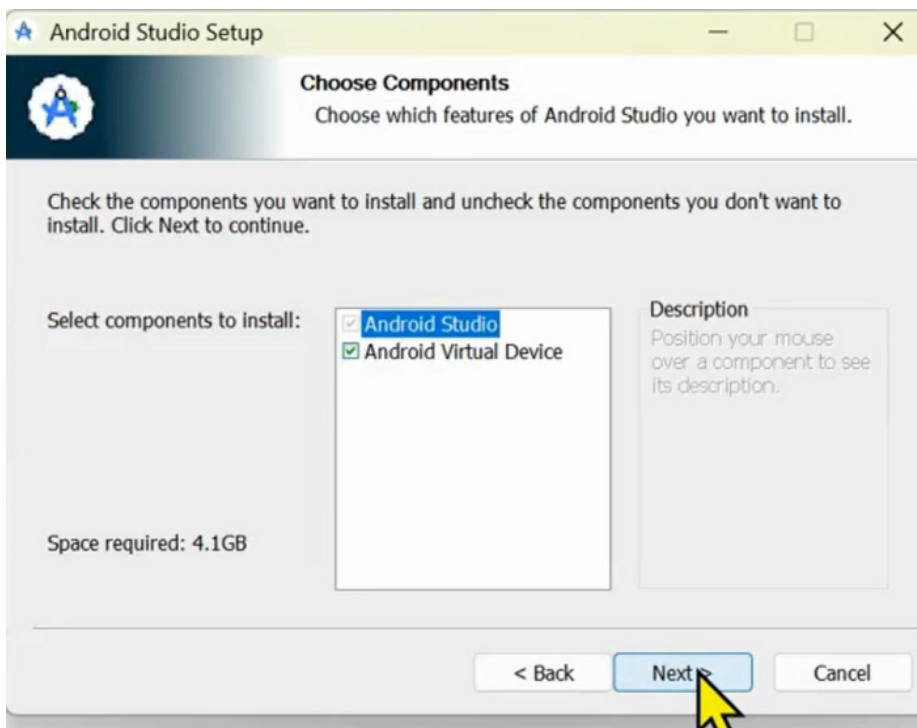 Android Studio Setup
Choose Components
Choose which features of Android Studio you want to install.
Check the components you want to install and uncheck the components you don't want to
install. Click Next to continue.
Select components to install:
Android Studio
Android Virtual Device
Description
Position your mouse
over a component to see
its description.
Space required: 4.1GB
< Back
Next >
Cancel